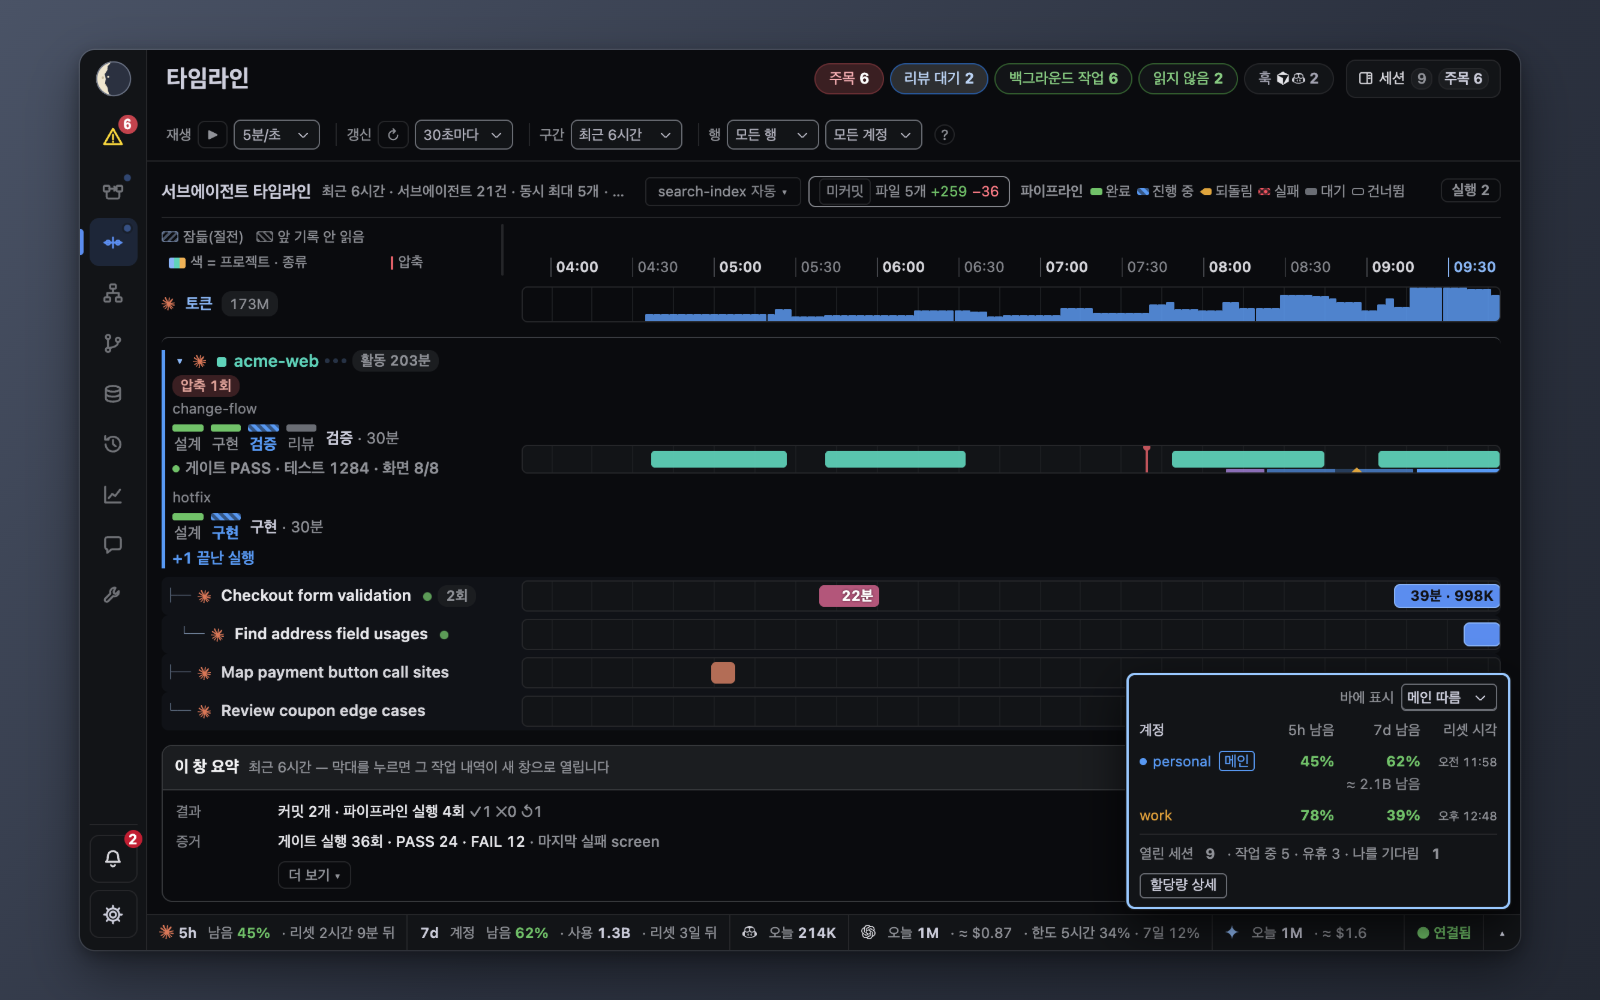 타임라인
주목 6
리뷰 대기 2
백그라운드 작업 6
읽지 않음 2
훅 2
세션 9 주목 6
6
재생 5분/초 갱신 30초마다 구간 최근 6시간 행 모든 행 모든 계정 ?
서브에이전트 타임라인 최근 6시간 · 서브에이전트 21건 · 동시 최대 5개 · ...
search-index 자동 ▾
미커밋 파일 5개 +259 −36
파이프라인 완료 진행 중 되돌림 실패 대기 건너뜀
실행 2
잠듦(절전) 앞 기록 안 읽음
색 = 프로젝트 · 종류 압축
04:00 04:30 05:00 05:30 06:00 06:30 07:00 07:30 08:00 08:30 09:00 09:30
토큰 173M
acme-web 활동 203분
압축 1회
change-flow
설계 구현 검증 리뷰 검증 · 30분
게이트 PASS · 테스트 1284 · 화면 8/8
hotfix
설계 구현 구현 · 30분
+1 끝난 실행
Checkout form validation 2회 22분 39분 · 998K
Find address field usages
Map payment button call sites
Review coupon edge cases
바에 표시 메인 따름
계정 5h 남음 7d 남음 리셋 시각
personal 메인 45% 62% 오전 11:58
≈ 2.1B 남음
work 78% 39% 오후 12:48
열린 세션 9 · 작업 중 5 · 유휴 3 · 나를 기다림 1
할당량 상세
이 창 요약 최근 6시간 — 막대를 누르면 그 작업 내역이 새 창으로 열립니다
결과 커밋 2개 · 파이프라인 실행 4회 ✓1 ✕0 ↺1
증거 게이트 실행 36회 · PASS 24 · FAIL 12 · 마지막 실패 screen
더 보기 ▾
2
5h 남음 45% · 리셋 2시간 9분 뒤
7d 계정 남음 62% · 사용 1.3B · 리셋 3일 뒤
오늘 214K
오늘 1M · ≈ $0.87 · 한도 5시간 34% · 7일 12%
오늘 1M · ≈ $1.6
연결됨 ▴